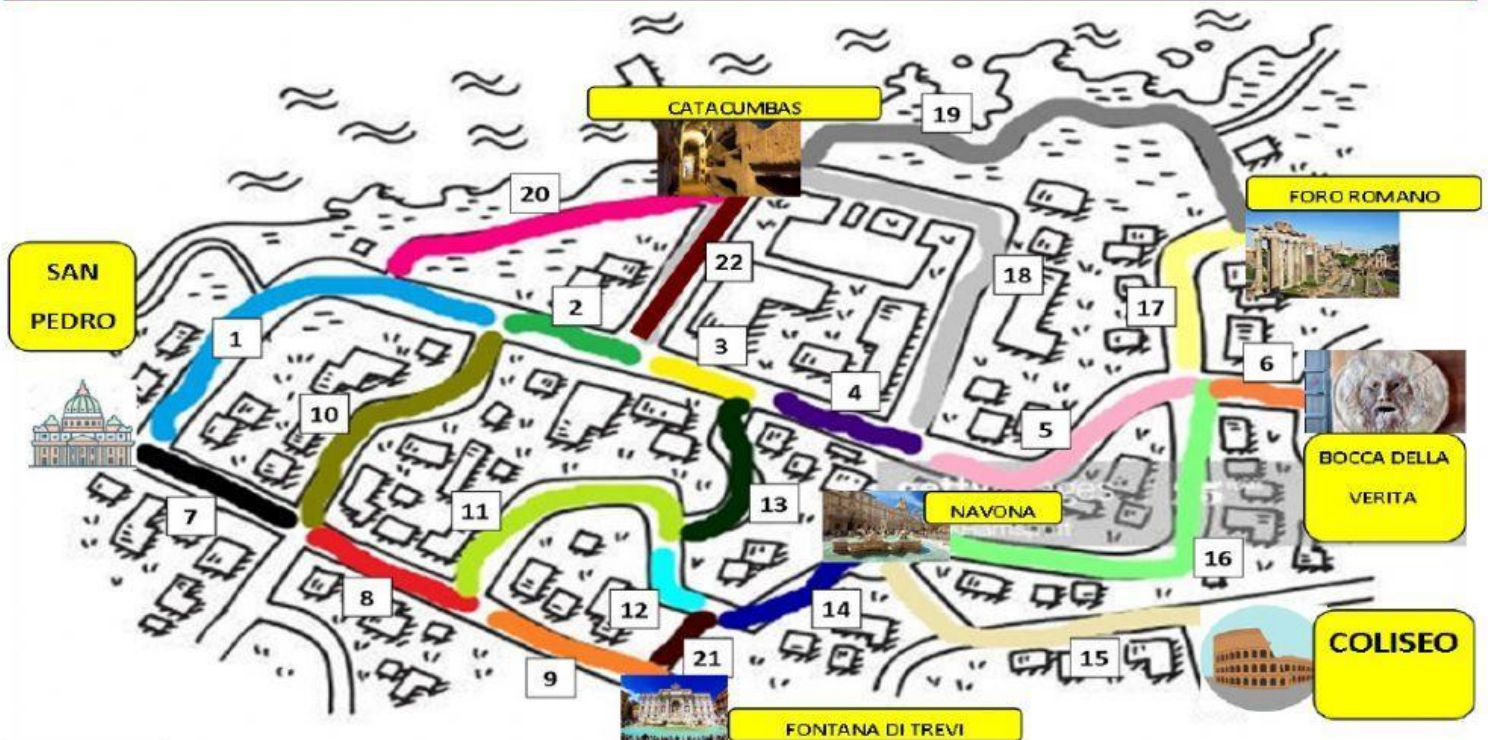 CATACUMBAS
19
20
FORO ROMANO
SAN
PEDRO
22
18
2
17
1
3
6
4
10
5
BOCCA DELLA
VERITA
11
13
NAVONA
7
16
8
12
14
COLISEO
21
15
9
FONTANA DI TREVI